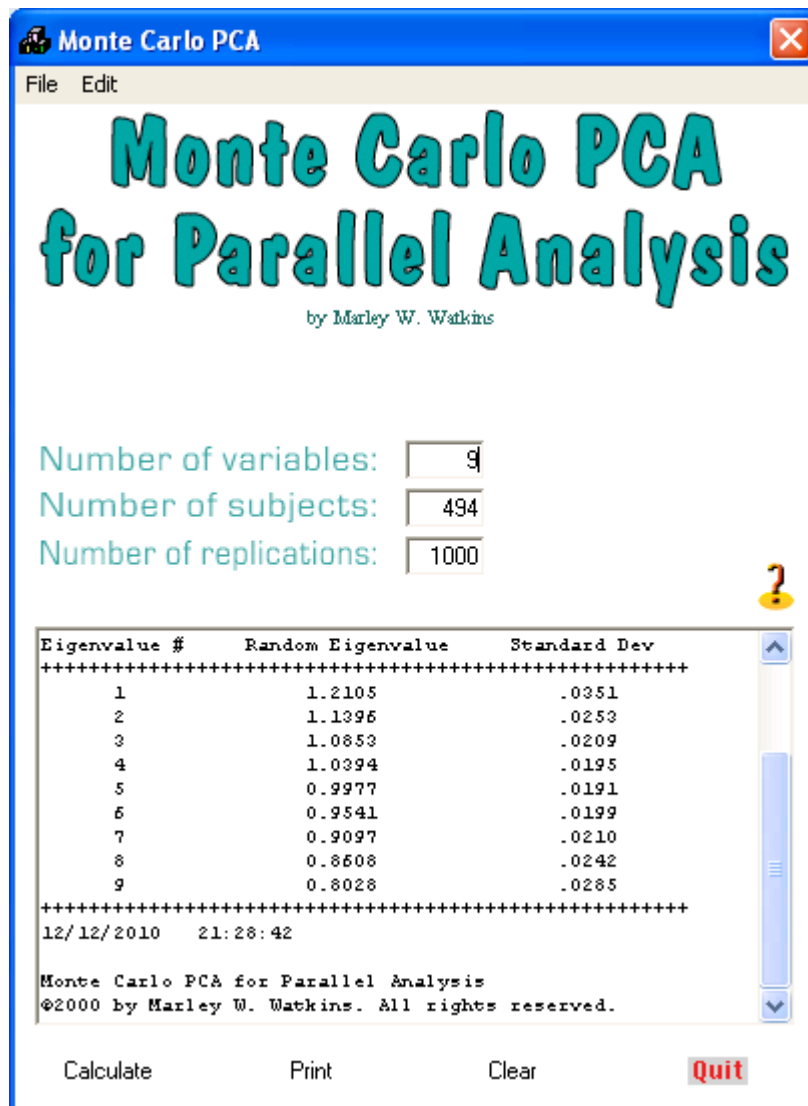 Monte Carlo PCA
File Edit
Monte Carlo PCA
for Parallel Analysis
by Marley W. Watkins
Number of variables: 9
Number of subjects: 494
Number of replications: 1000
?
Eigenvalue # Random Eigenvalue Standard Dev
++++++++++++++++++++++++++++++++++++++++++++++++++++++
1 1.2105 .0351
2 1.1396 .0253
3 1.0853 .0209
4 1.0394 .0195
5 0.9977 .0191
6 0.9541 .0199
7 0.9097 .0210
8 0.8608 .0242
9 0.8028 .0285
++++++++++++++++++++++++++++++++++++++++++++++++++++++
12/12/2010 21:28:42
Monte Carlo PCA for Parallel Analysis
©2000 by Marley W. Watkins. All rights reserved.
Calculate Print Clear Quit